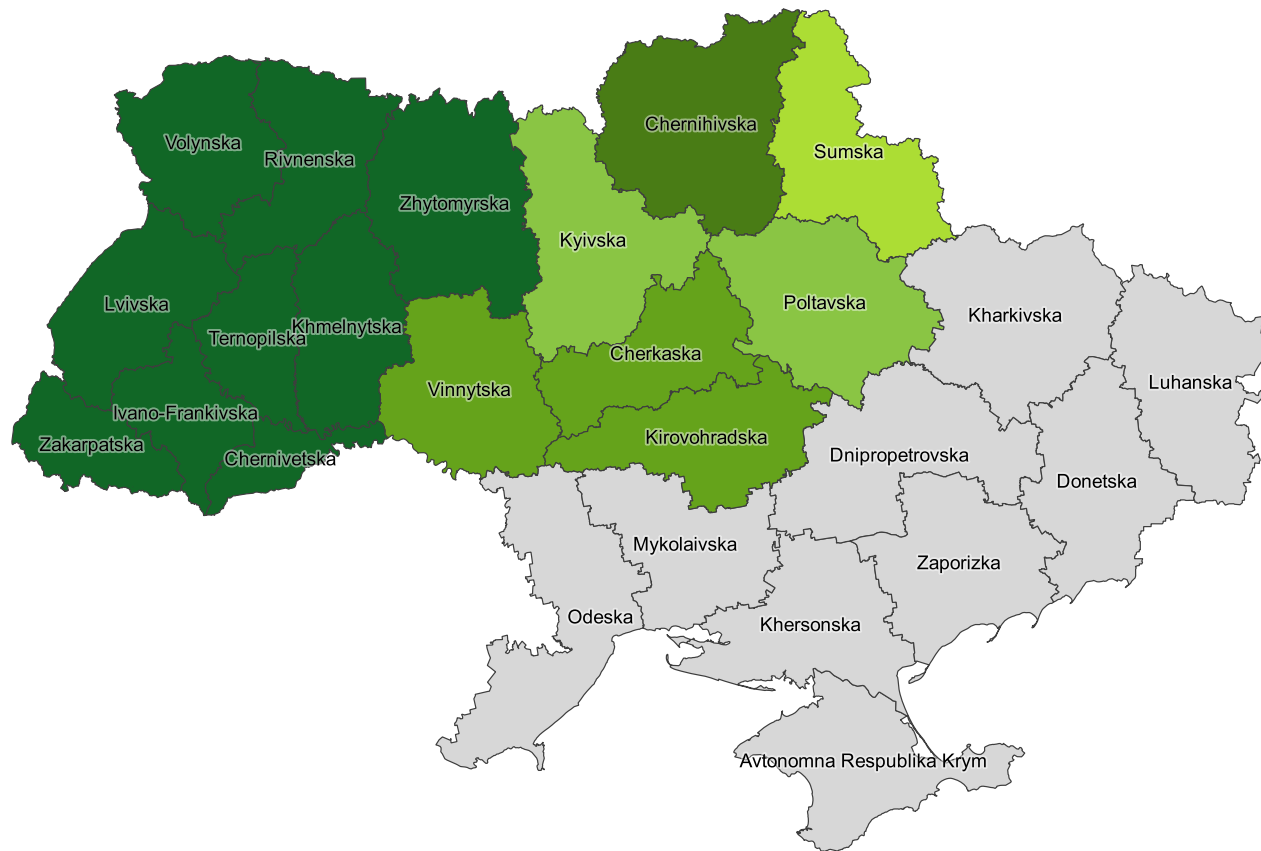 Chernihivska
Volynska
Sumska
Rivnenska
Zhytomyrska
Kyivska
Lvivska
Poltavska
Kharkivska
Ternopilska
Khmelnytska
Cherkaska
Luhanska
Vinnytska
Ivano-Frankivska
Kirovohradska
Zakarpatska
Chernivetska
Dnipropetrovska
Donetska
Mykolaivska
Zaporizka
Odeska
Khersonska
Avtonomna Respublika Krym